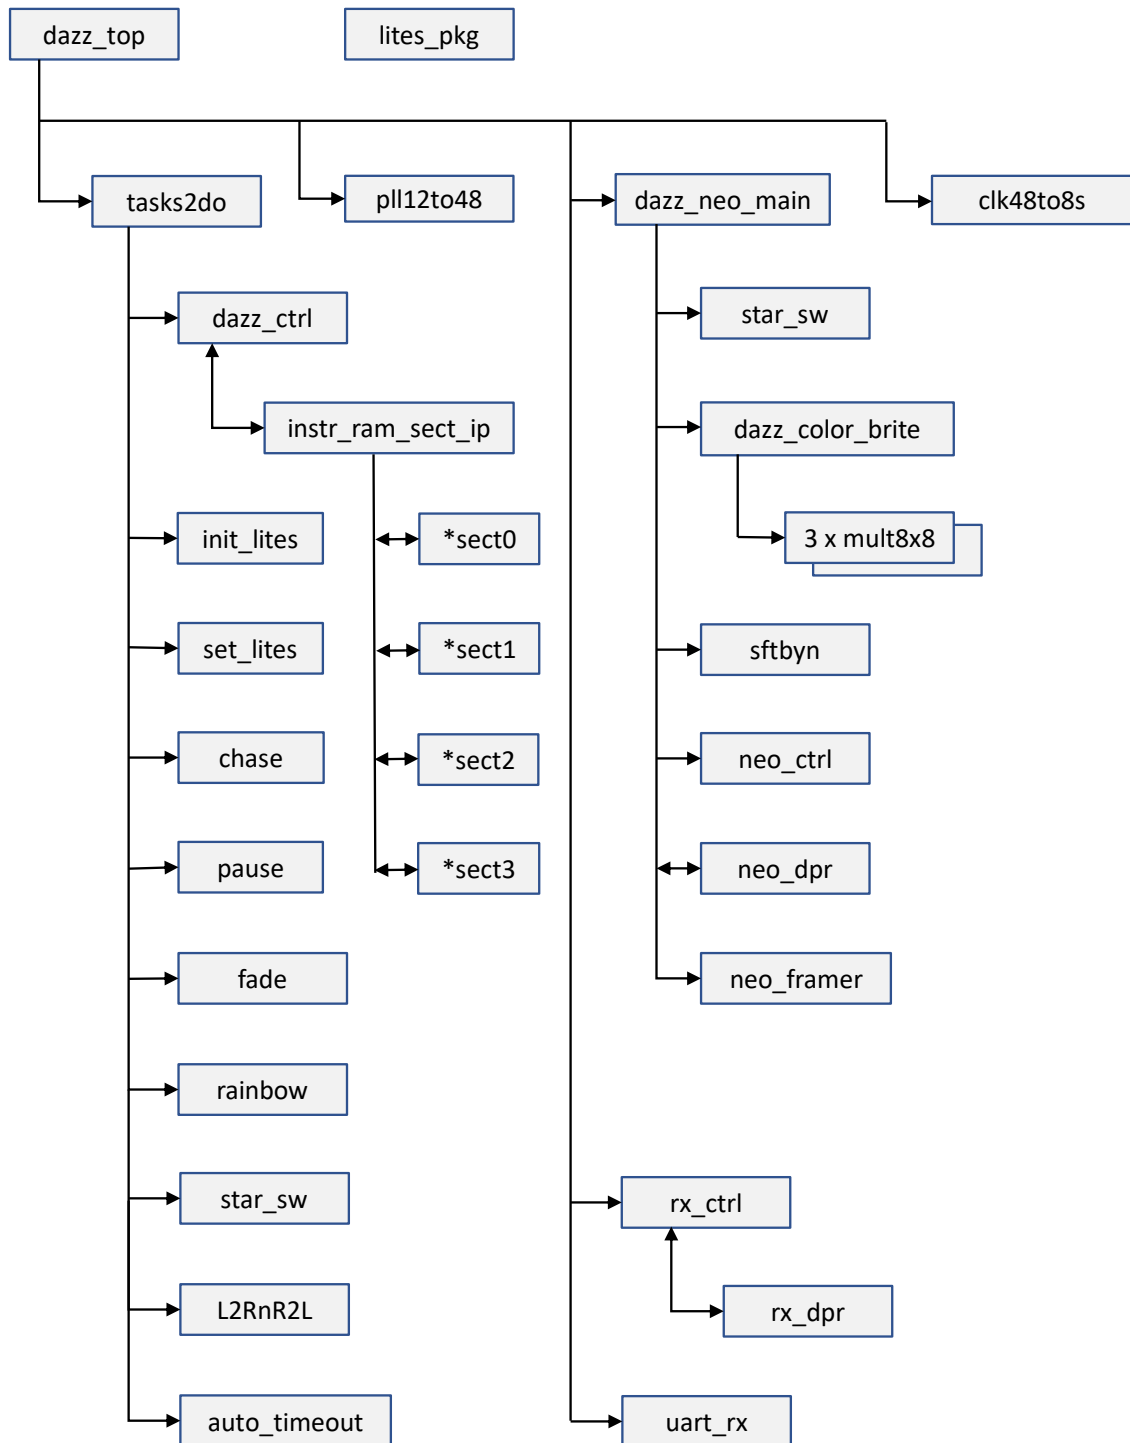 dazz_top
lites_pkg
tasks2do
pll12to48
dazz_neo_main
clk48to8s
dazz_ctrl
star_sw
instr_ram_sect_ip
dazz_color_brite
init_lites
*sect0
3 x mult8x8
set_lites
*sect1
sftbyn
chase
*sect2
neo_ctrl
pause
*sect3
neo_dpr
fade
neo_framer
rainbow
star_sw
rx_ctrl
L2RnR2L
rx_dpr
auto_timeout
uart_rx